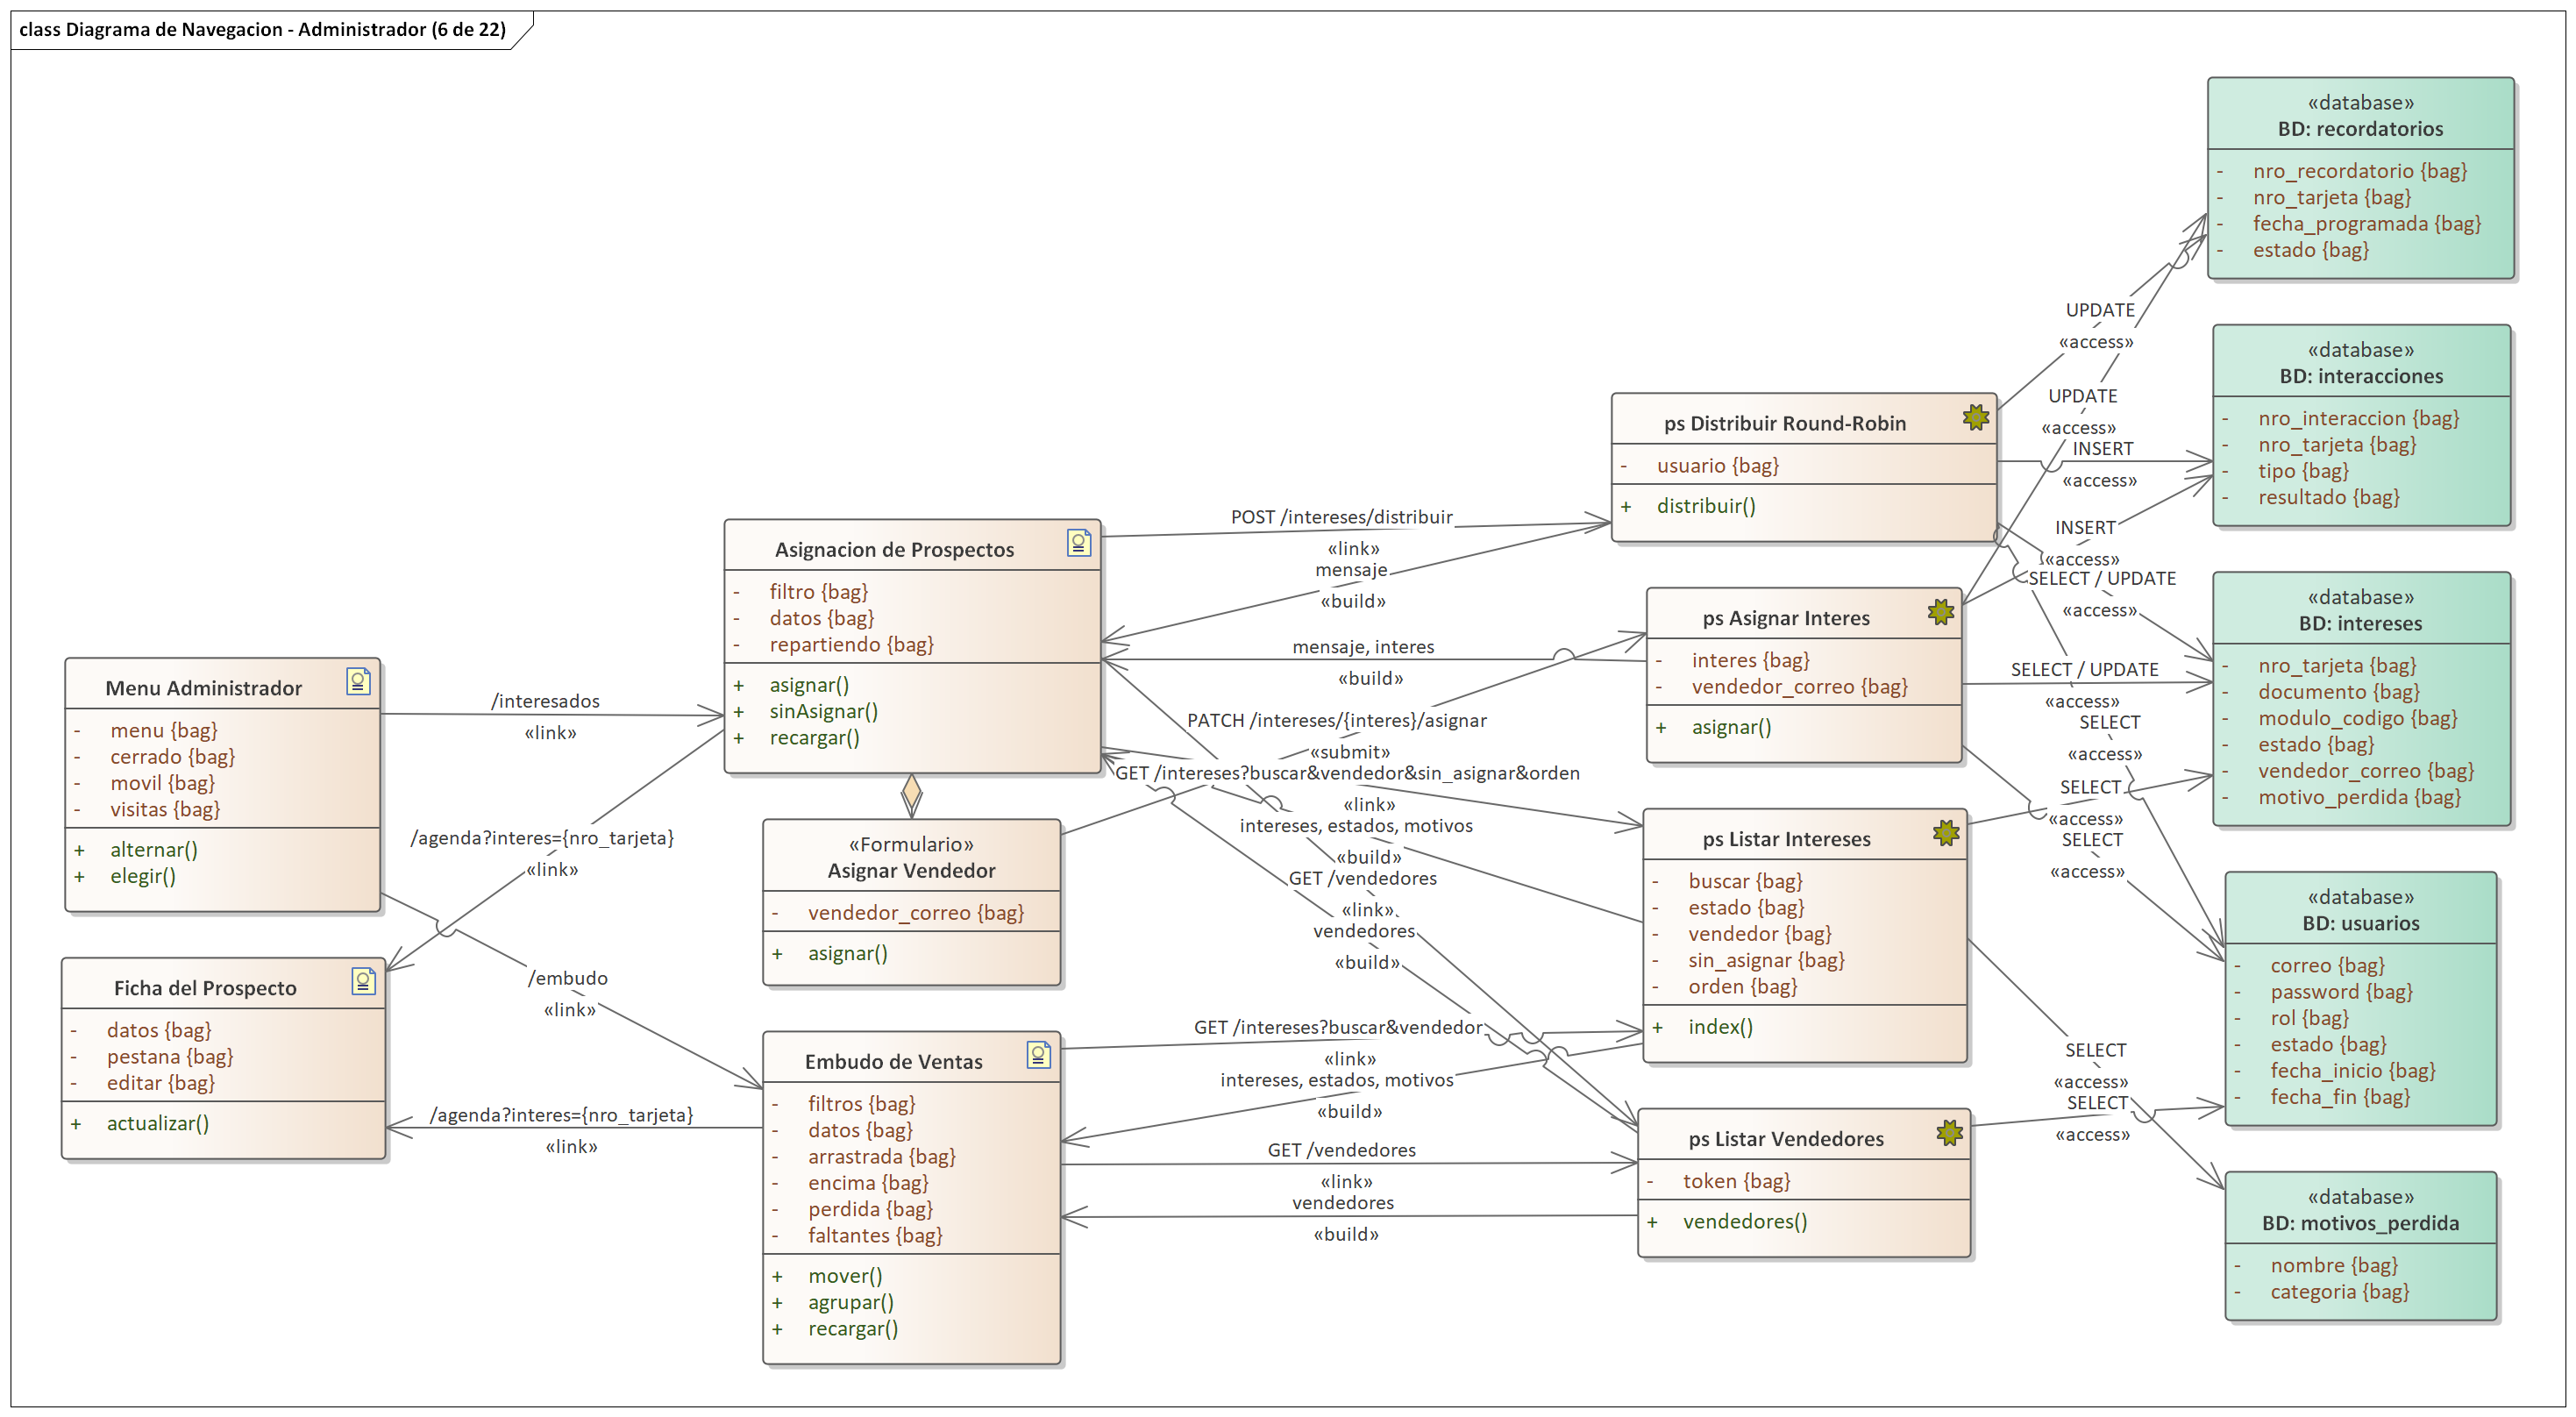 class Diagrama de Navegacion - Administrador (6 de 22)
Menu Administrador
- menu {bag}
- cerrado {bag}
- movil {bag}
- visitas {bag}
+ alternar()
+ elegir()
Ficha del Prospecto
- datos {bag}
- pestana {bag}
- editar {bag}
+ actualizar()
/interesados
«link»
/agenda?interes={nro_tarjeta}
«link»
/embudo
«link»
/agenda?interes={nro_tarjeta}
«link»
Asignacion de Prospectos
- filtro {bag}
- datos {bag}
- repartiendo {bag}
+ asignar()
+ sinAsignar()
+ recargar()
«Formulario»
Asignar Vendedor
- vendedor_correo {bag}
+ asignar()
Embudo de Ventas
- filtros {bag}
- datos {bag}
- arrastrada {bag}
- encima {bag}
- perdida {bag}
- faltantes {bag}
+ mover()
+ agrupar()
+ recargar()
POST /intereses/distribuir
«link»
mensaje
«build»
mensaje, interes
«build»
PATCH /intereses/{interes}/asignar
«submit»
GET /intereses?buscar&vendedor&sin_asignar&orden
«link»
intereses, estados, motivos
«build»
GET /vendedores
«link»
vendedores
«build»
GET /intereses?buscar&vendedor
«link»
intereses, estados, motivos
«build»
GET /vendedores
«link»
vendedores
«build»
ps Distribuir Round-Robin
- usuario {bag}
+ distribuir()
ps Asignar Interes
- interes {bag}
- vendedor_correo {bag}
+ asignar()
ps Listar Intereses
- buscar {bag}
- estado {bag}
- vendedor {bag}
- sin_asignar {bag}
- orden {bag}
+ index()
ps Listar Vendedores
- token {bag}
+ vendedores()
UPDATE
«access»
UPDATE
«access»
INSERT
«access»
INSERT
«access»
SELECT / UPDATE
«access»
SELECT / UPDATE
«access»
SELECT
«access»
SELECT
«access»
SELECT
«access»
SELECT
«access»
SELECT
«access»
«database»
BD: recordatorios
- nro_recordatorio {bag}
- nro_tarjeta {bag}
- fecha_programada {bag}
- estado {bag}
«database»
BD: interacciones
- nro_interaccion {bag}
- nro_tarjeta {bag}
- tipo {bag}
- resultado {bag}
«database»
BD: intereses
- nro_tarjeta {bag}
- documento {bag}
- modulo_codigo {bag}
- estado {bag}
- vendedor_correo {bag}
- motivo_perdida {bag}
«database»
BD: usuarios
- correo {bag}
- password {bag}
- rol {bag}
- estado {bag}
- fecha_inicio {bag}
- fecha_fin {bag}
«database»
BD: motivos_perdida
- nombre {bag}
- categoria {bag}